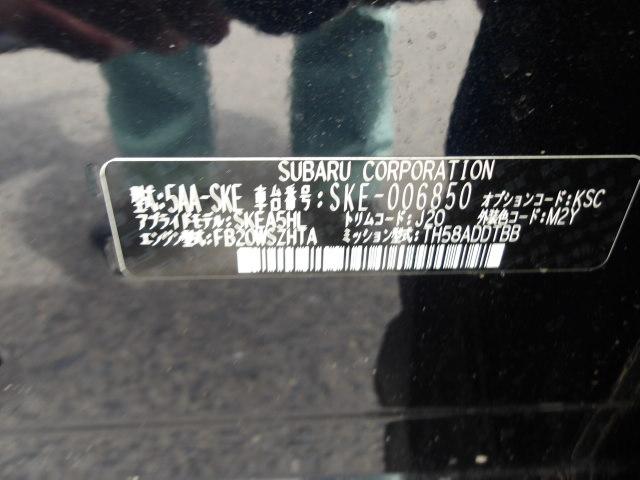 SUBARU CORPORATION
型式:5AA-SKE 車台番号:SKE-006850 オプションコード:KSC
アプライドモデル:SKEA5HL トリムコード:J20 外装色コード:M2Y
エンジン型式:FB20WSZHTA ミッション型式:TH58ADDTBB